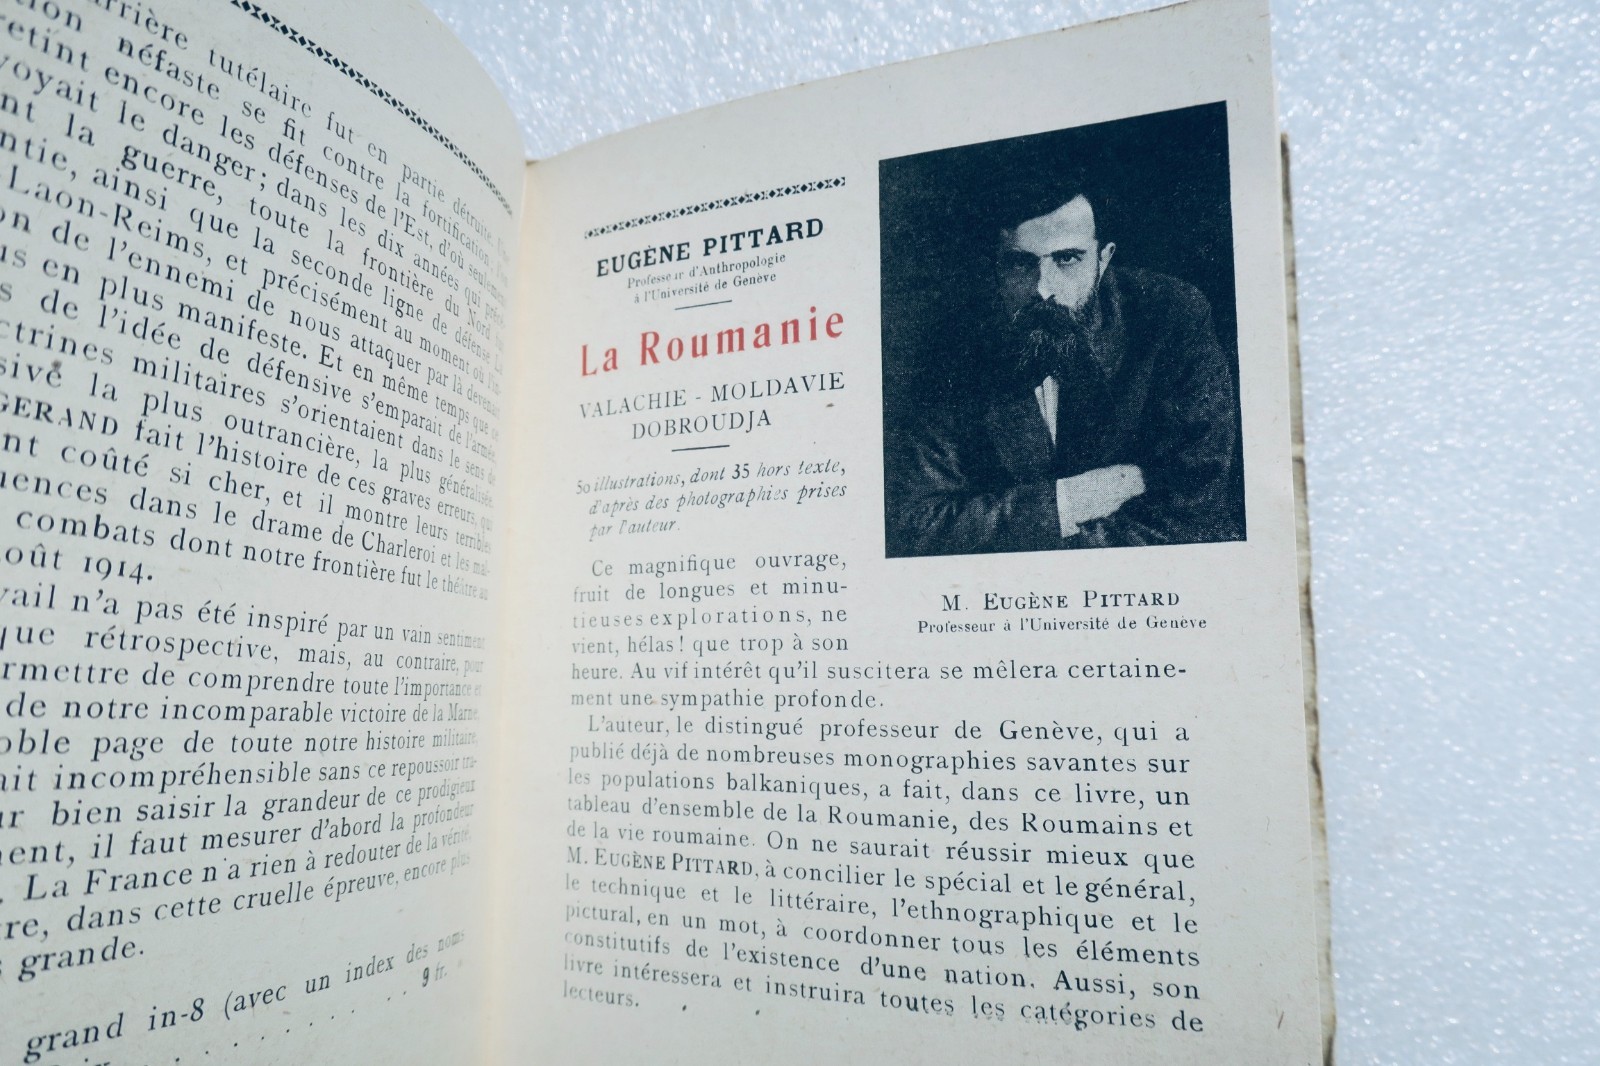 arrière tutélaire fut en partie détruite.
néfaste se fit contre la fortification.
retint encore les défenses de l'Est, d'où seulement
voyait le danger; dans les dix années qui
la guerre, toute la frontière du Nord
ainsi que la seconde ligne de défense
Laon-Reims, et précisément au moment où
de l'ennemi de nous attaquer par là devenait
en plus manifeste. Et en même temps que
de l'idée de défensive s'emparait de l'armée
militaires s'orientaient dans le sens de
la plus outrancière, la plus généralisée.
GERAND fait l'histoire de ces graves erreurs, qui
coûté si cher, et il montre leurs terribles
dans le drame de Charleroi et les mal-
combats dont notre frontière fut le théâtre au
août 1914.
n'a pas été inspiré par un vain sentiment
rétrospective, mais, au contraire, pour
de comprendre toute l'importance et
de notre incomparable victoire de la Marne,
page de toute notre histoire militaire,
incompréhensible sans ce repoussoir
bien saisir la grandeur de ce prodigieux
il faut mesurer d'abord la profondeur
La France n'a rien à redouter de la vérité,
dans cette cruelle épreuve, encore plus
grande.
grand in-8 (avec un index des noms
9 fr.
EUGÈNE PITTARD
Professeur d'Anthropologie
à l'Université de Genève
La Roumanie
VALACHIE - MOLDAVIE
DOBROUDJA
50 illustrations, dont 35 hors texte,
d'après des photographies prises
par l'auteur.
M. EUGÈNE PITTARD
Professeur à l'Université de Genève
Ce magnifique ouvrage,
fruit de longues et minu-
tieuses explorations, ne
vient, hélas! que trop à son
heure. Au vif intérêt qu'il suscitera se mêlera certaine-
ment une sympathie profonde.
L'auteur, le distingué professeur de Genève, qui a
publié déjà de nombreuses monographies savantes sur
les populations balkaniques, a fait, dans ce livre, un
tableau d'ensemble de la Roumanie, des Roumains et
de la vie roumaine. On ne saurait réussir mieux que
M. EUGÈNE PITTARD, à concilier le spécial et le général,
le technique et le littéraire, l'ethnographique et le
pictural, en un mot, à coordonner tous les éléments
constitutifs de l'existence d'une nation. Aussi, son
livre intéressera et instruira toutes les catégories de
lecteurs.